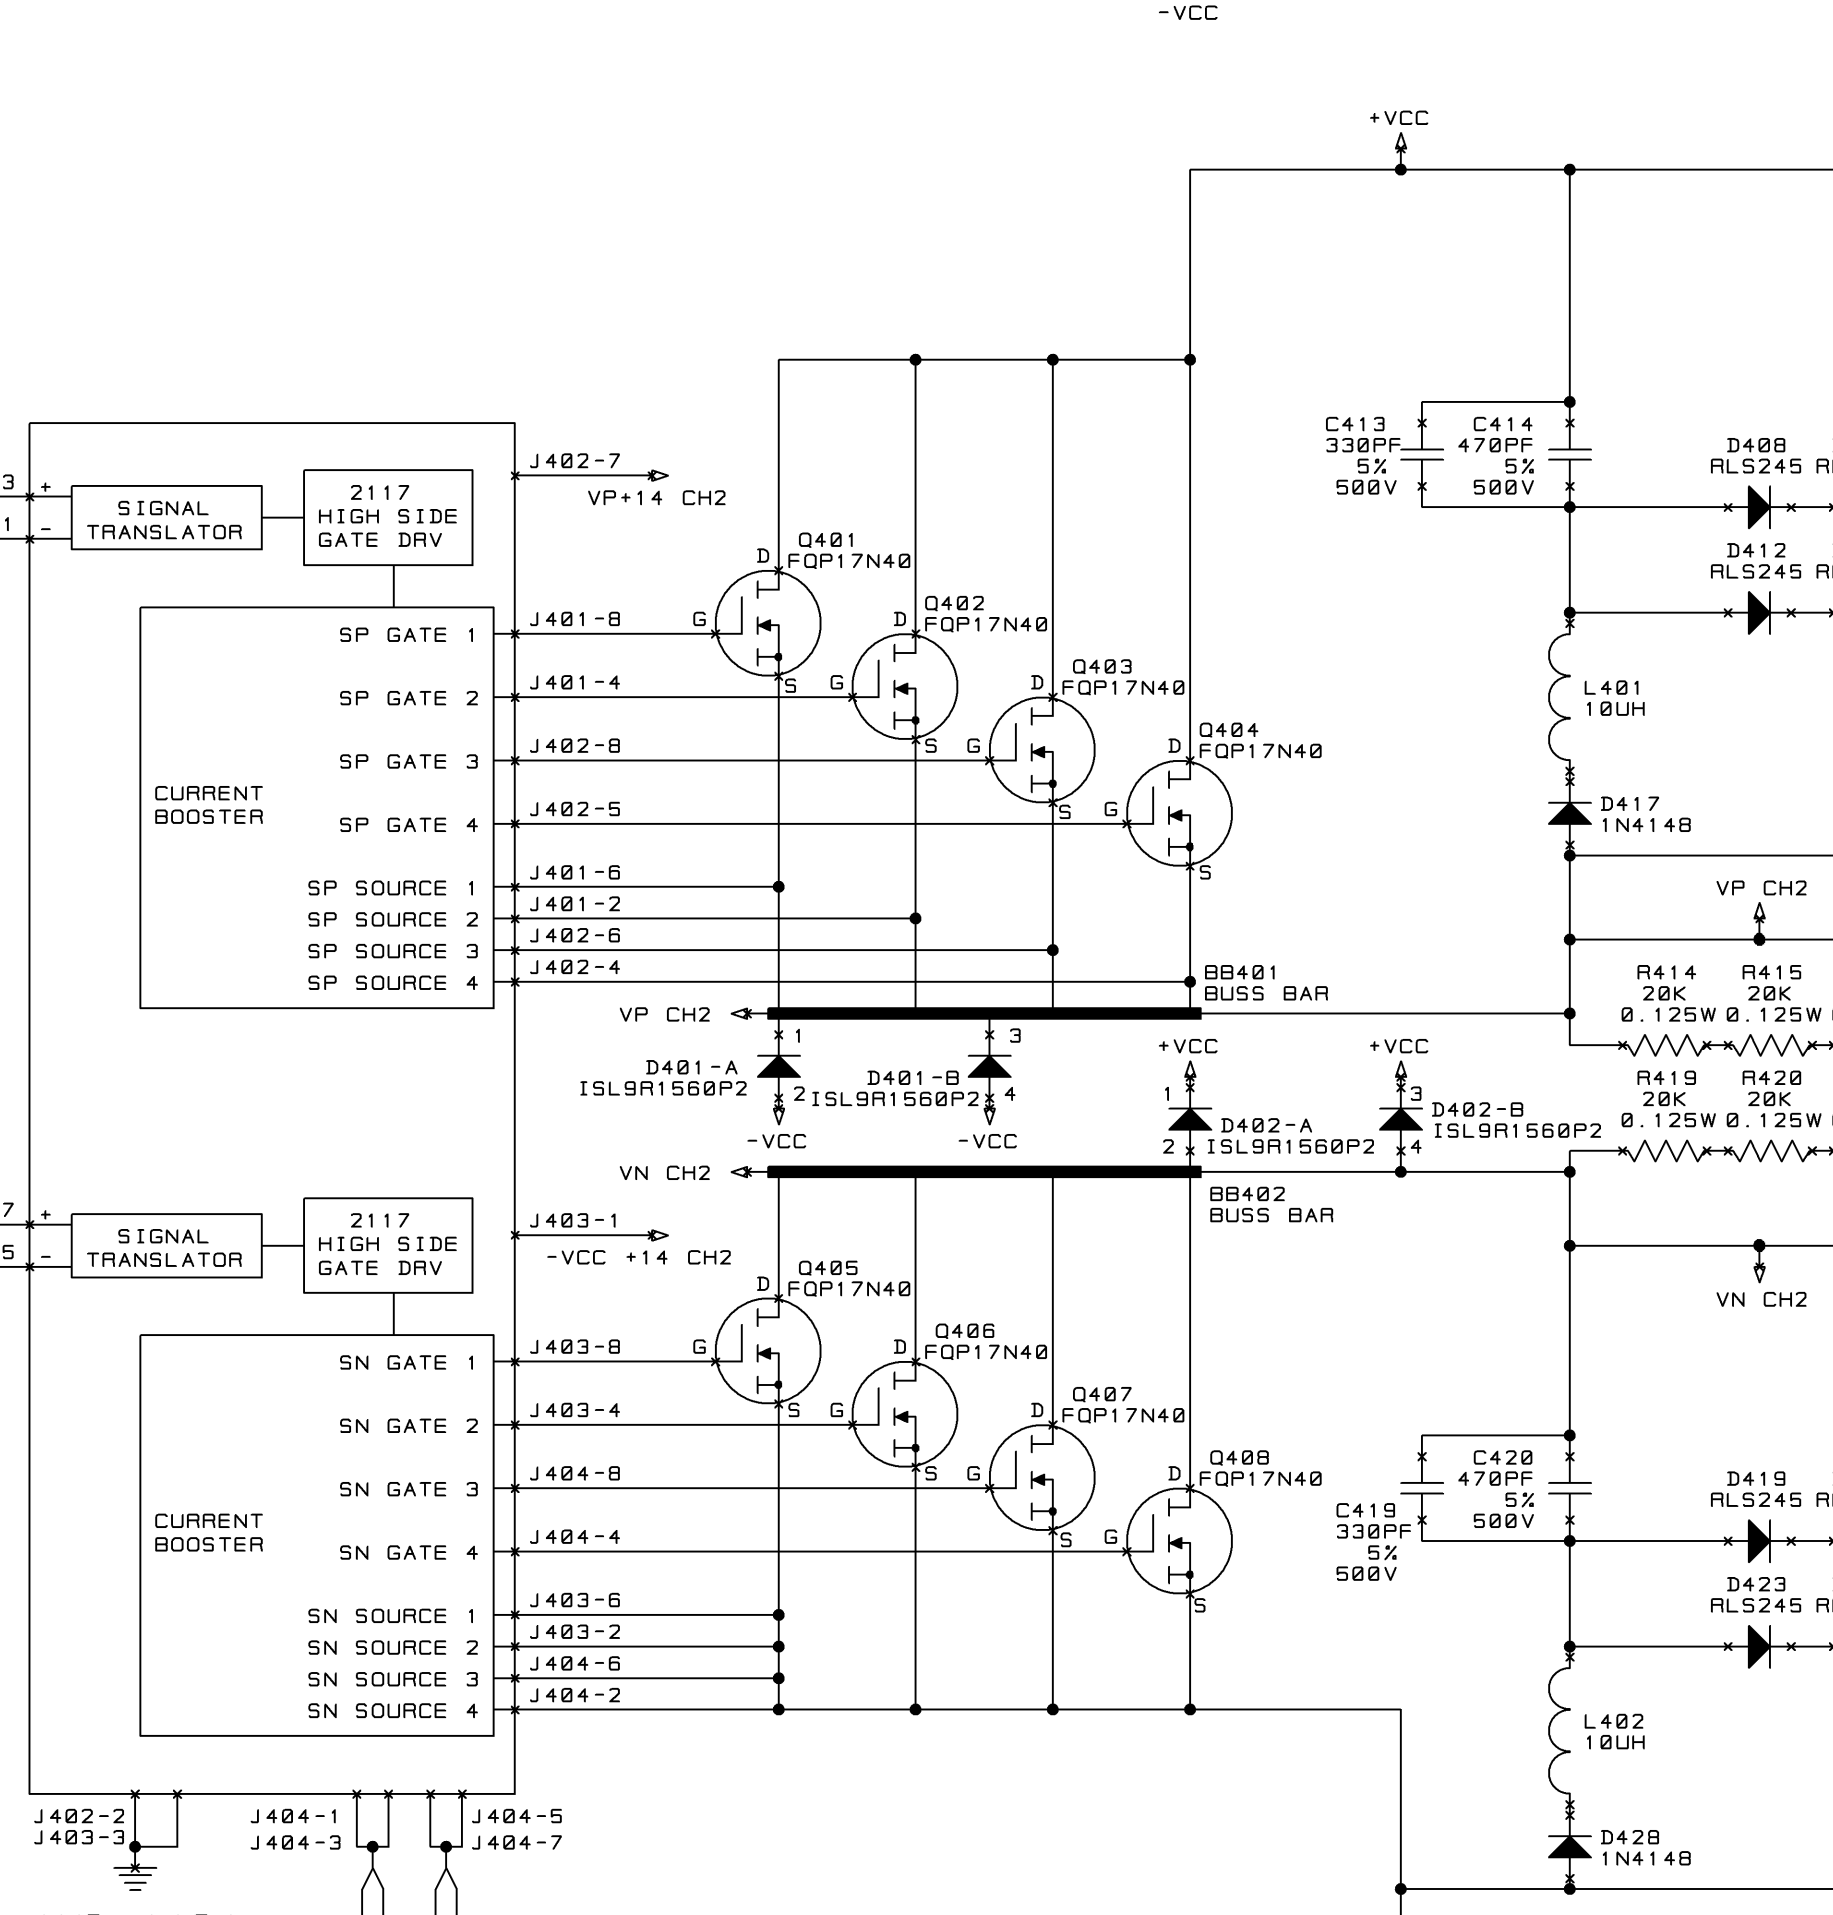 -VCC
+VCC
C413
330PF
5%
500V
C414
470PF
5%
500V
D408
RLS245
D412
RLS245
3
+
1
-
SIGNAL
TRANSLATOR
2117
HIGH SIDE
GATE DRV
J402-7
VP+14 CH2
Q401
FQP17N40
D
G
S
Q402
FQP17N40
D
G
S
Q403
FQP17N40
D
G
S
Q404
FQP17N40
D
G
S
L401
10UH
D417
1N4148
SP GATE 1
J401-8
SP GATE 2
J401-4
SP GATE 3
J402-8
CURRENT
BOOSTER
SP GATE 4
J402-5
SP SOURCE 1
J401-6
SP SOURCE 2
J401-2
SP SOURCE 3
J402-6
SP SOURCE 4
J402-4
VP CH2
BB401
BUSS BAR
VP CH2
R414
20K
0.125W
R415
20K
0.125W
1
D401-A
ISL9R1560P2
2
-VCC
3
D401-B
ISL9R1560P2
4
-VCC
+VCC
1
D402-A
ISL9R1560P2
2
+VCC
3
D402-B
ISL9R1560P2
4
R419
20K
0.125W
R420
20K
0.125W
VN CH2
BB402
BUSS BAR
VN CH2
7
+
5
-
SIGNAL
TRANSLATOR
2117
HIGH SIDE
GATE DRV
J403-1
-VCC +14 CH2
Q405
FQP17N40
D
G
S
Q406
FQP17N40
D
G
S
Q407
FQP17N40
D
G
S
Q408
FQP17N40
D
G
S
SN GATE 1
J403-8
SN GATE 2
J403-4
SN GATE 3
J404-8
CURRENT
BOOSTER
SN GATE 4
J404-4
SN SOURCE 1
J403-6
SN SOURCE 2
J403-2
SN SOURCE 3
J404-6
SN SOURCE 4
J404-2
C419
330PF
5%
500V
C420
470PF
5%
500V
D419
RLS245
D423
RLS245
L402
10UH
D428
1N4148
J402-2
J403-3
J404-1
J404-3
J404-5
J404-7